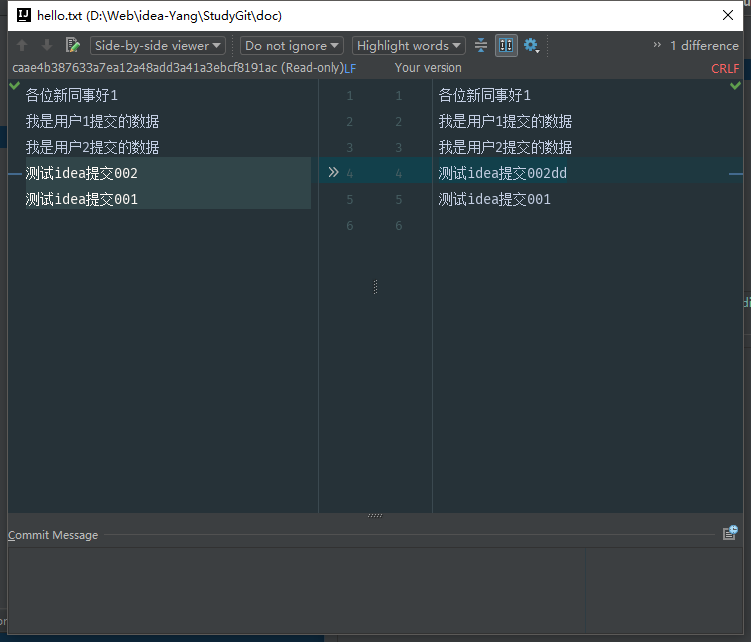 hello.txt (D:\Web\idea-Yang\StudyGit\doc)
Side-by-side viewer Do not ignore Highlight words 1 difference
caae4b387633a7ea12a48add3a41a3ebcf8191ac (Read-only) LF Your version CRLF
各位新同事好1 1 1 各位新同事好1
我是用户1提交的数据 2 2 我是用户1提交的数据
我是用户2提交的数据 3 3 我是用户2提交的数据
测试idea提交002 4 4 测试idea提交002dd
测试idea提交001 5 5 测试idea提交001
6 6
Commit Message